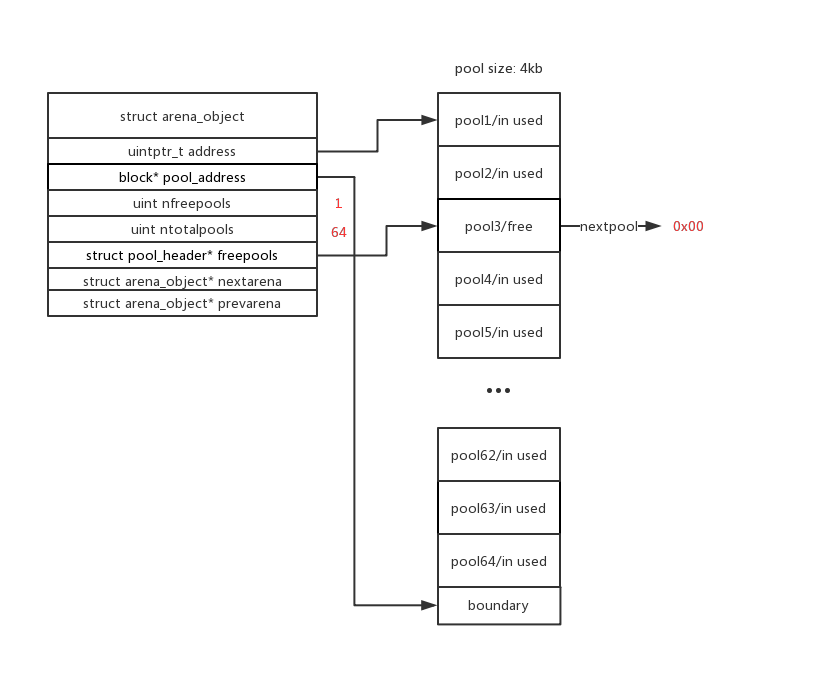 pool size: 4kb
struct arena_object
uintptr_t address
block* pool_address
uint nfreepools
1
uint ntotalpools
64
struct pool_header* freepools
struct arena_object* nextarena
struct arena_object* prevarena
pool1/in used
pool2/in used
pool3/free
nextpool
0x00
pool4/in used
pool5/in used
•••
pool62/in used
pool63/in used
pool64/in used
boundary